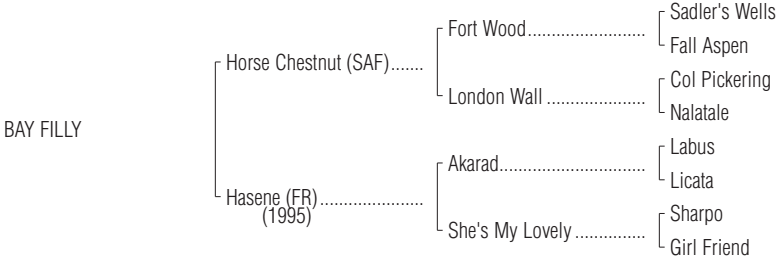 Sadler's Wells
Fort Wood..........................
Fall Aspen
Horse Chestnut (SAF).......
Col Pickering
London Wall ......................
Nalatale
BAY FILLY
Labus
Akarad................................
Licata
Hasene (FR)......................
(1995)
Sharpo
She's My Lovely ................
Girl Friend